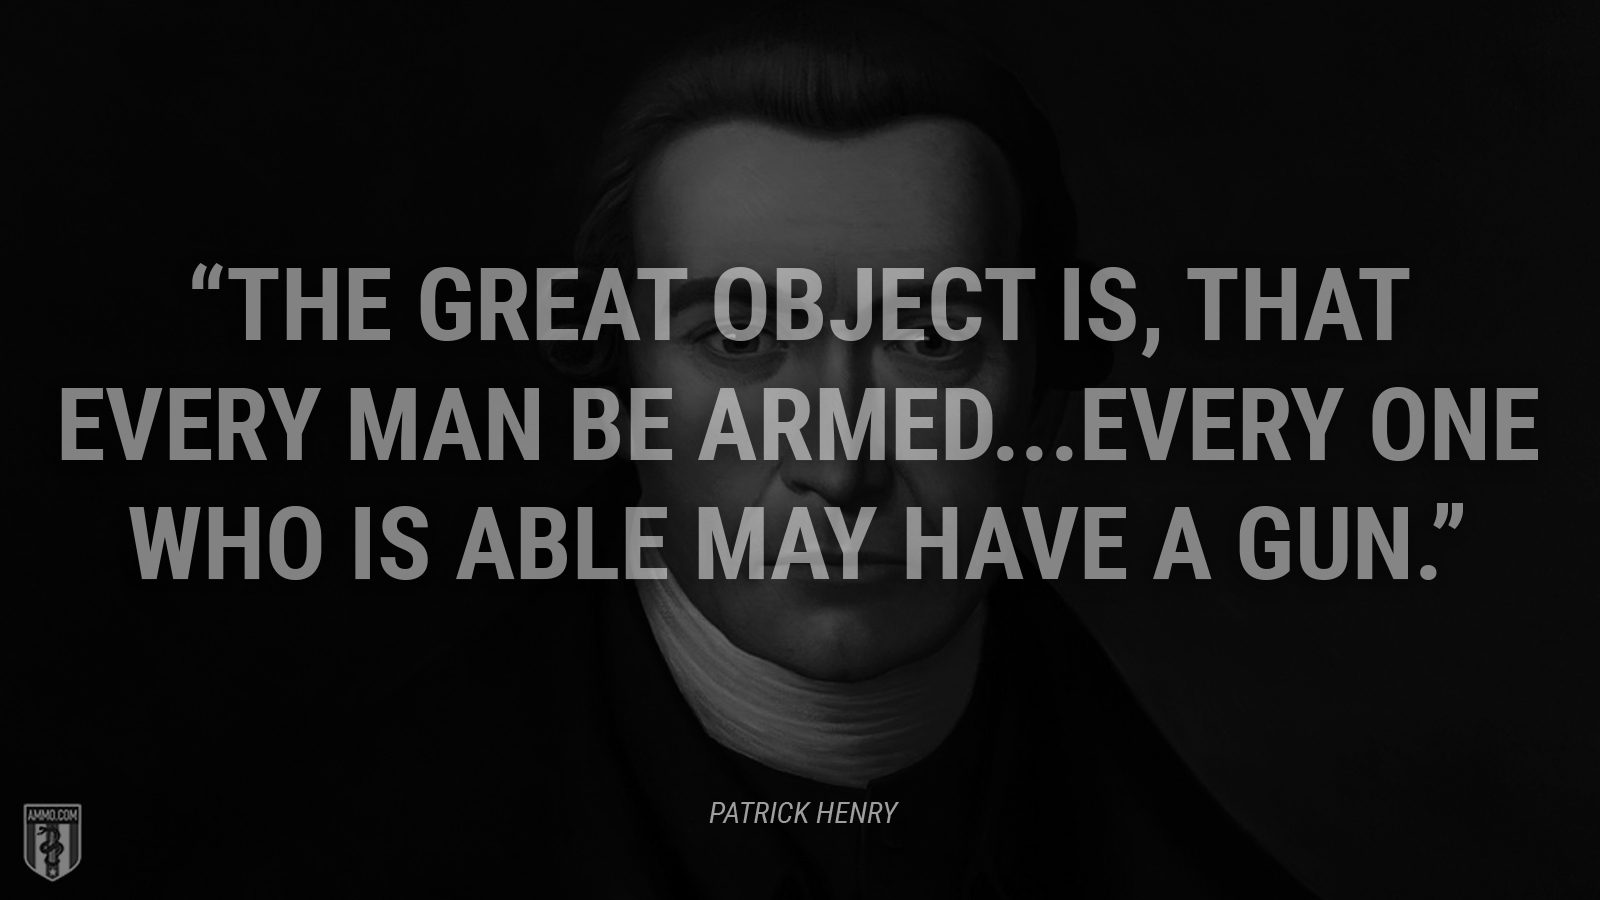 “THE GREAT OBJECT IS, THAT
EVERY MAN BE ARMED...EVERY ONE
WHO IS ABLE MAY HAVE A GUN.”
PATRICK HENRY
AMMO.COM